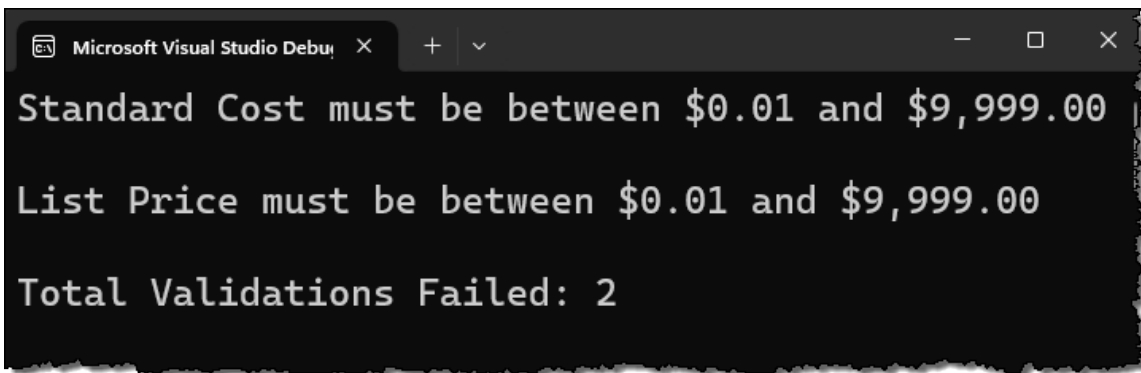 Microsoft Visual Studio Debug
Standard Cost must be between $0.01 and $9,999.00
List Price must be between $0.01 and $9,999.00
Total Validations Failed: 2